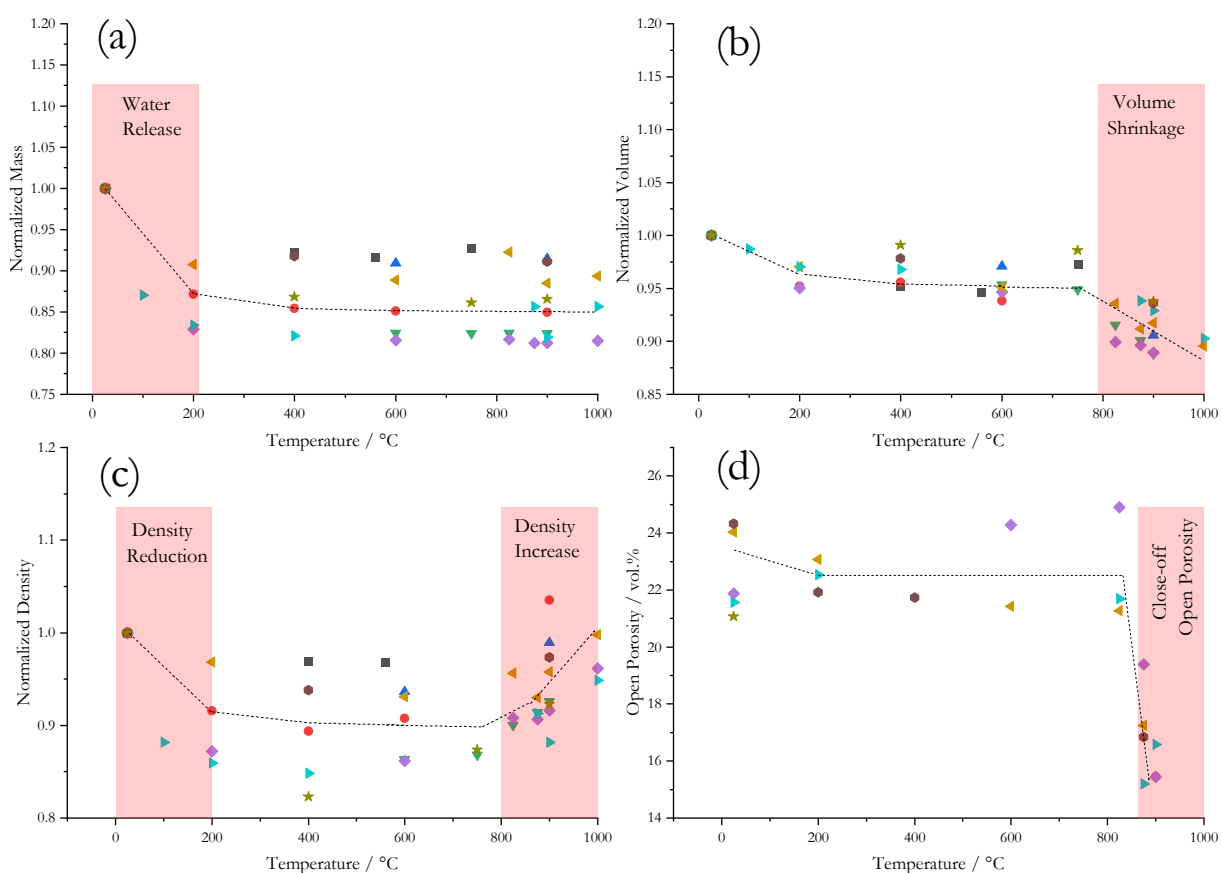 (a)
Water
Release
1.20
1.15
1.10
1.05
1.00
0.95
0.90
0.85
0.80
0.75
Normalized Mass
0
200
400
600
800
1000
Temperature / °C
(b)
Volume
Shrinkage
1.20
1.15
1.10
1.05
1.00
0.95
0.90
0.85
Normalized Volume
0
200
400
600
800
1000
Temperature / °C
(c)
Density
Reduction
Density
Increase
1.2
1.1
1.0
0.9
0.8
Normalized Density
0
200
400
600
800
1000
Temperature / °C
(d)
Close-off
Open Porosity
26
24
22
20
18
16
14
Open Porosity / vol.%
0
200
400
600
800
1000
Temperature / °C